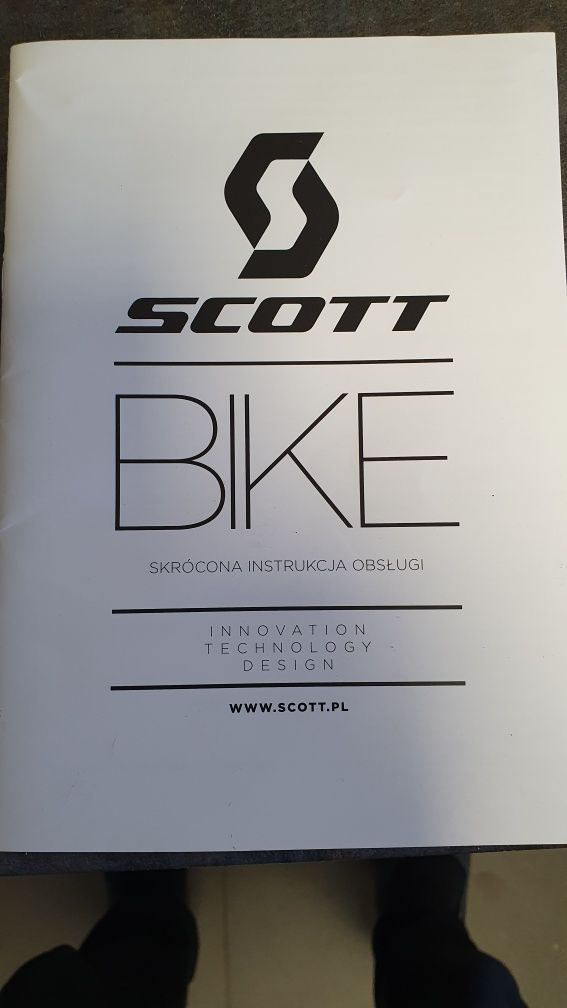 SCOTT
BIKE
SKRÓCONA INSTRUKCJA OBSŁUGI
INNOVATION
TECHNOLOGY
DESIGN
WWW.SCOTT.PL